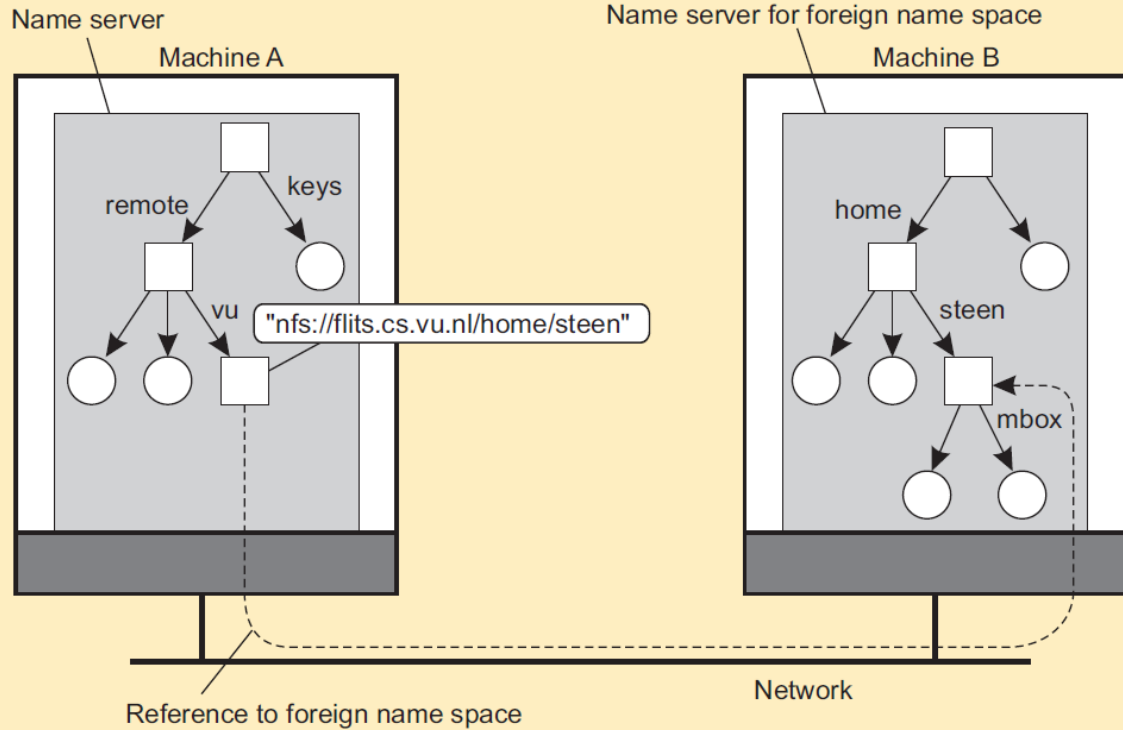 Name server
Name server for foreign name space
Machine A
Machine B
keys
remote
home
vu
"nfs://flits.cs.vu.nl/home/steen"
steen
mbox
Network
Reference to foreign name space